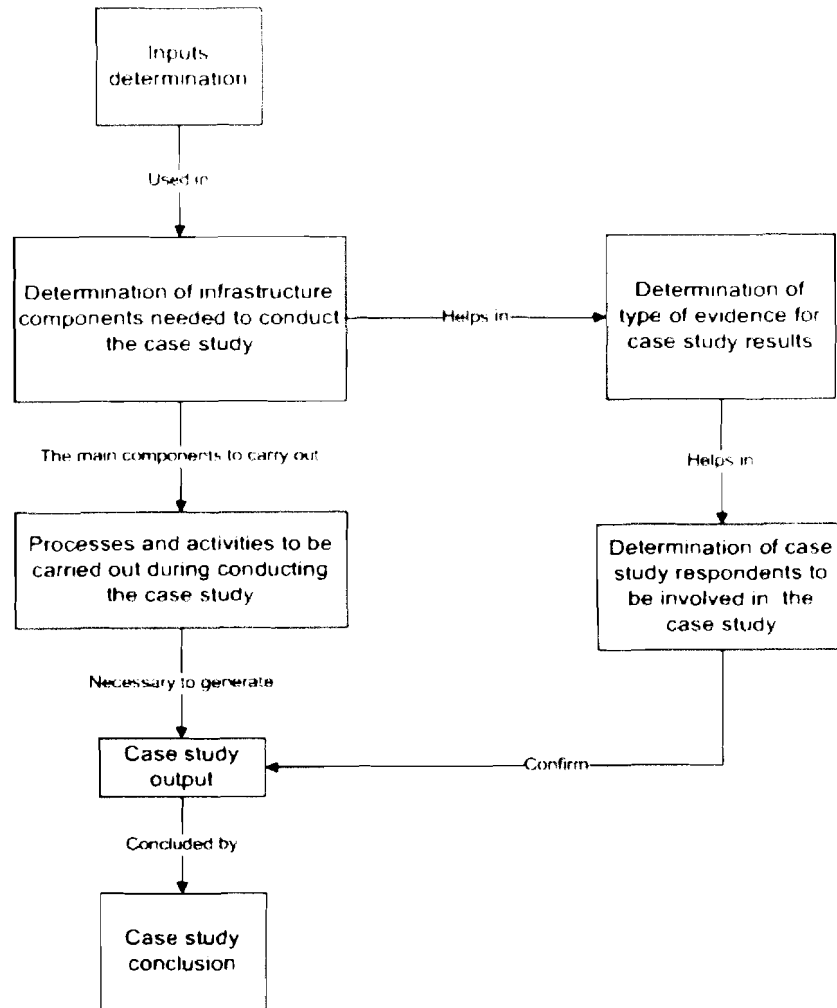 Inputs
determination
Used in
Determination of infrastructure
components needed to conduct
the case study
Helps in
Determination of
type of evidence for
case study results
The main components to carry out
Helps in
Processes and activities to be
carried out during conducting
the case study
Determination of case
study respondents to
be involved in the
case study
Necessary to generate
Case study
output
Confirm
Concluded by
Case study
conclusion